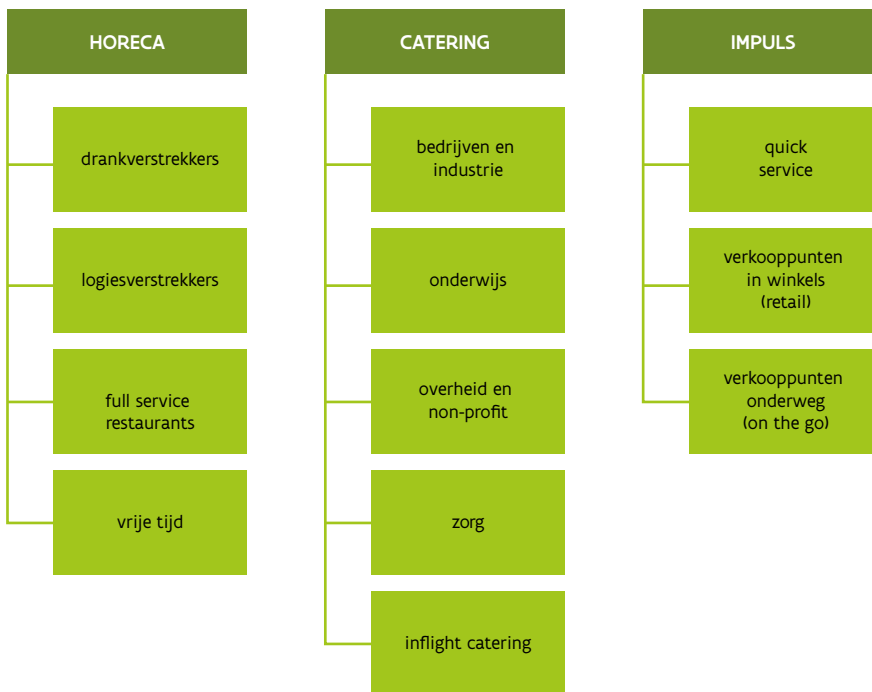 HORECA
drankverstrekkers
logiesverstrekkers
full service
restaurants
vrije tijd
CATERING
bedrijven en
industrie
onderwijs
overheid en
non-profit
zorg
inflight catering
IMPULS
quick
service
verkooppunten
in winkels
(retail)
verkooppunten
onderweg
(on the go)